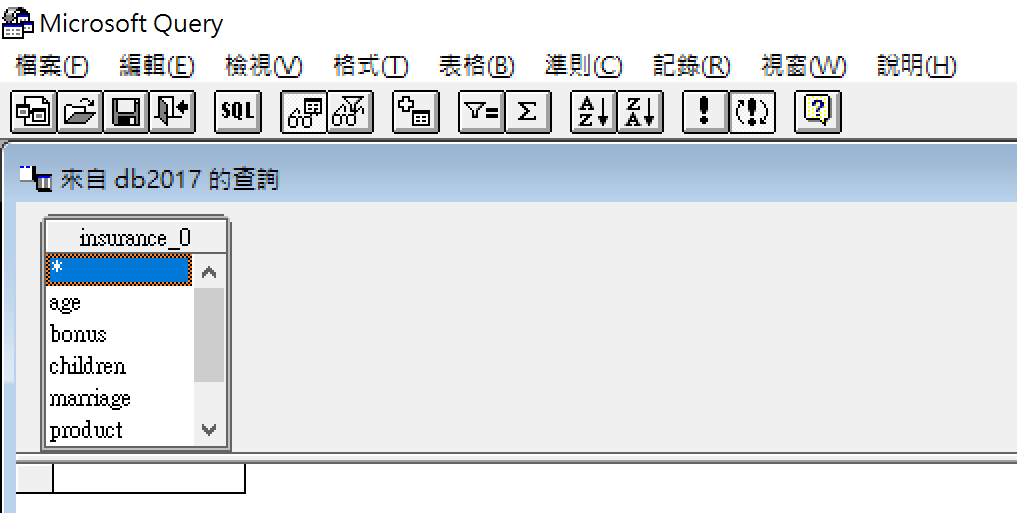 Microsoft Query
檔案(F) 編輯(E) 檢視(V) 格式(T) 表格(B) 準則(C) 記錄(R) 視窗(W) 說明(H)
SQL A Z Z A ! ! ?
來自 db2017 的查詢
insurance_0
*
age
bonus
children
marriage
product